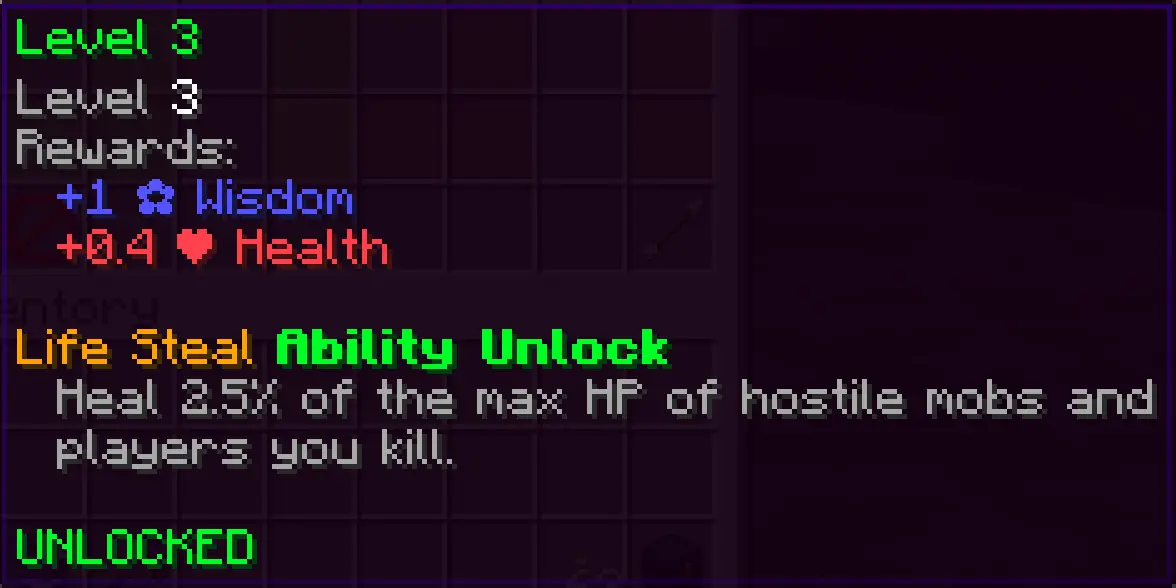 Level 3
Level 3
Rewards:
+1 ✿ Wisdom
+0.4 ❤ Health
entory
Life Steal Ability Unlock
Heal 2.5% of the max HP of hostile mobs and
players you kill.
UNLOCKED